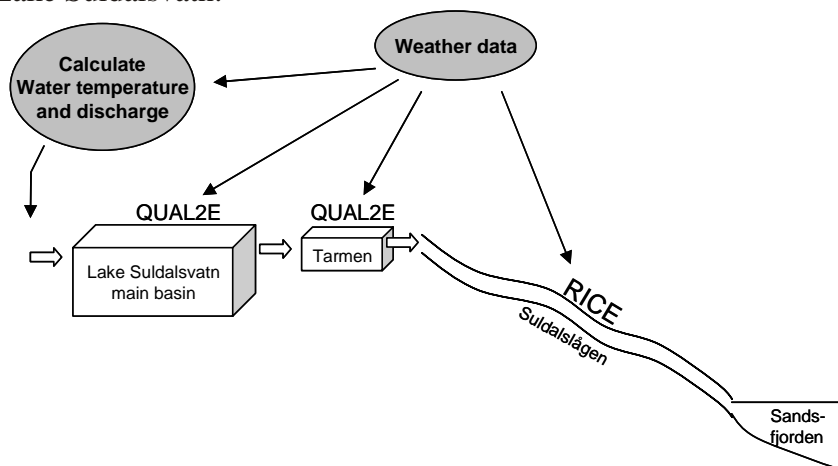 Lake Suldalsvatn.
Weather data
Calculate
Water temperature
and discharge
QUAL2E
QUAL2E
Lake Suldalsvatn
main basin
Tarmen
RICE
Suldalslågen
Sands-
fjorden